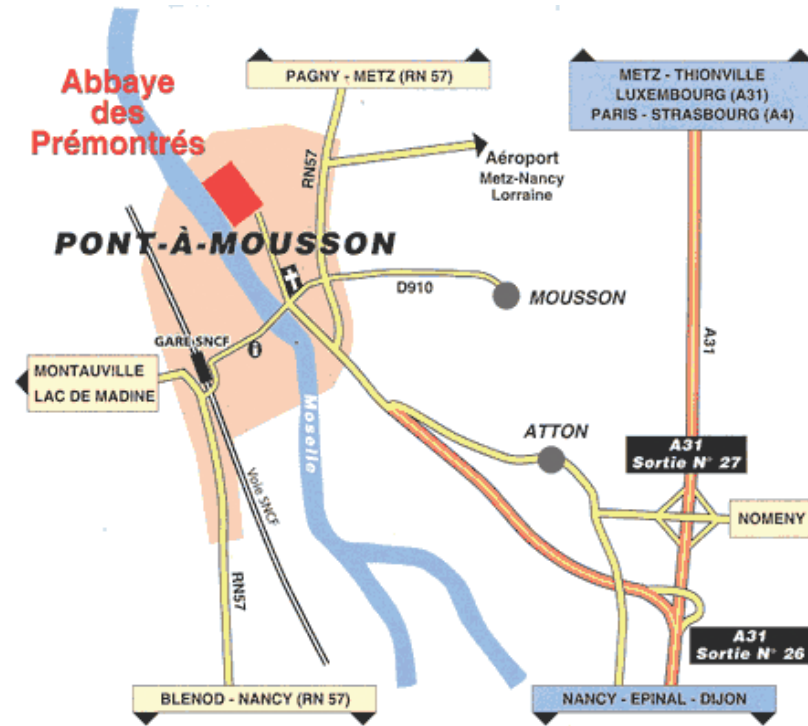 Abbaye
des
Prémontrés
PAGNY - METZ (RN 57)
METZ - THIONVILLE
LUXEMBOURG (A31)
PARIS - STRASBOURG (A4)
RN57
Aéroport
Metz-Nancy
Lorraine
PONT-À-MOUSSON
D910
MOUSSON
GARE SNCF
A31
MONTAUVILLE
LAC DE MADINE
Moselle
ATTON
A31
Sortie N° 27
Voie SNCF
NOMENY
RN57
A31
Sortie N° 26
BLENOD - NANCY (RN 57)
NANCY - EPINAL - DIJON